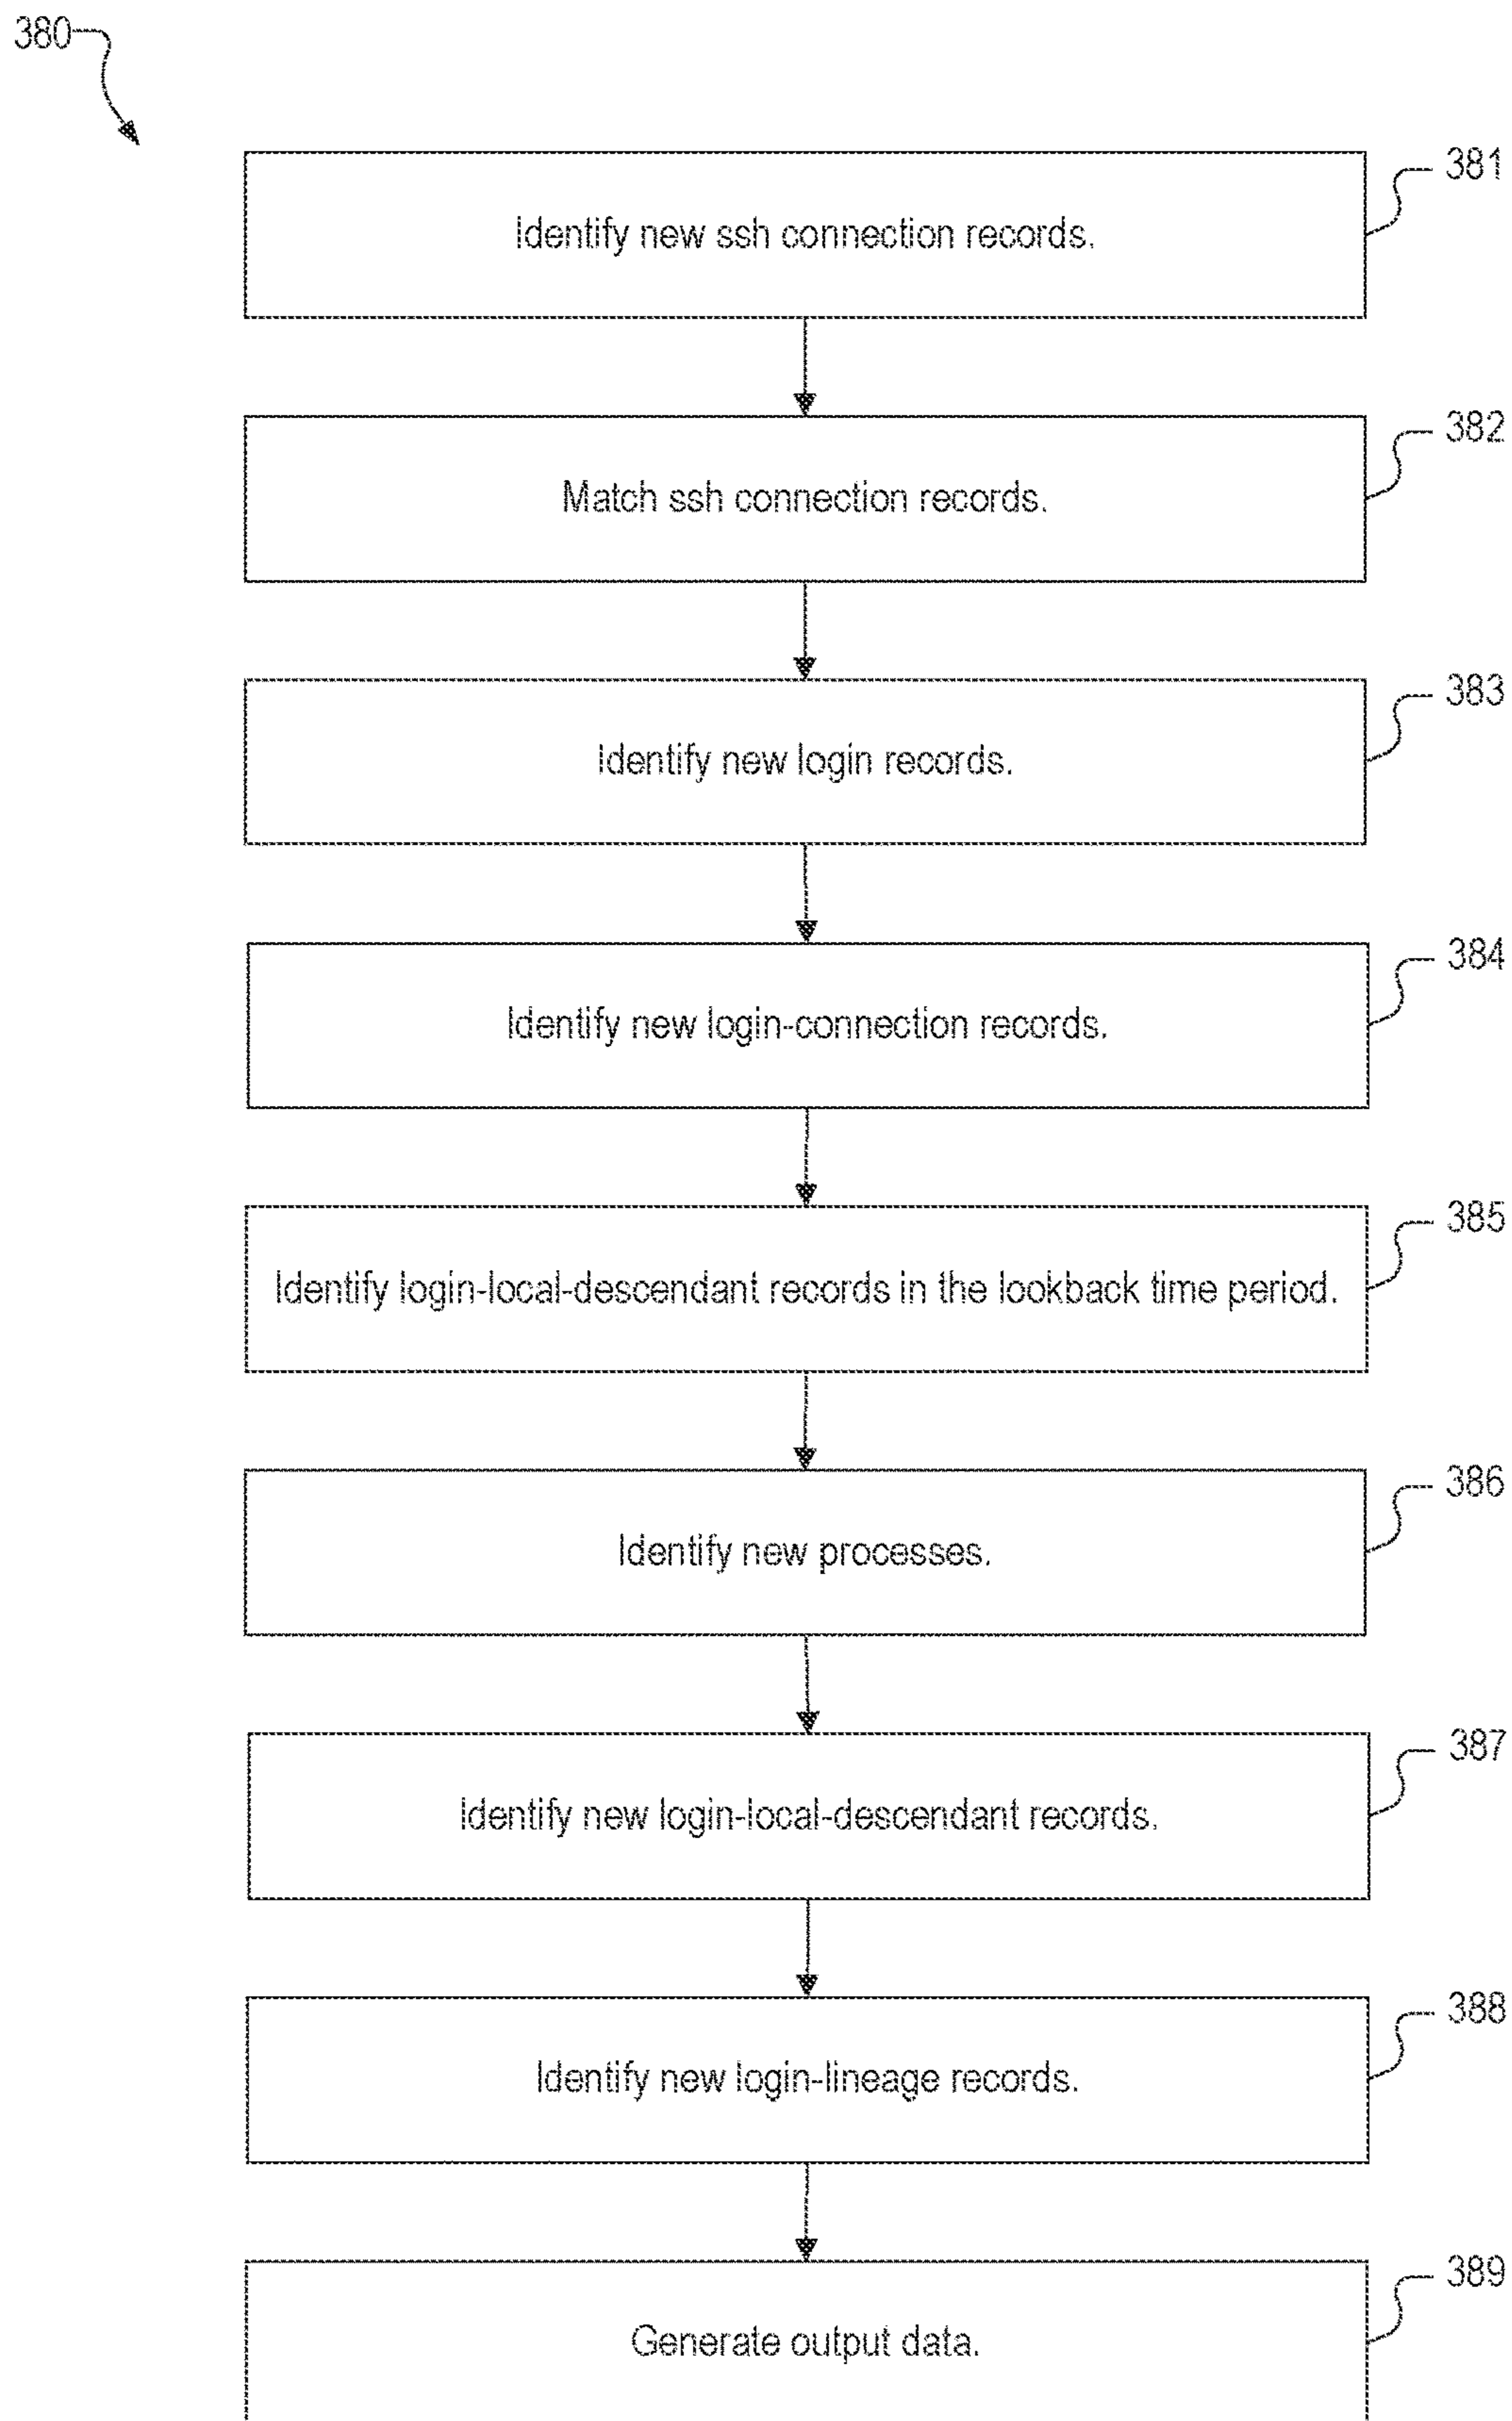 380
381
Identify new ssh connection records.
382
Match ssh connection records.
383
Identify new login records.
384
Identify new login-connection records.
385
Identify login-local-descendant records in the lookback time period.
386
Identify new processes.
387
Identify new login-local-descendant records.
388
Identify new login-lineage records.
389
Generate output data.